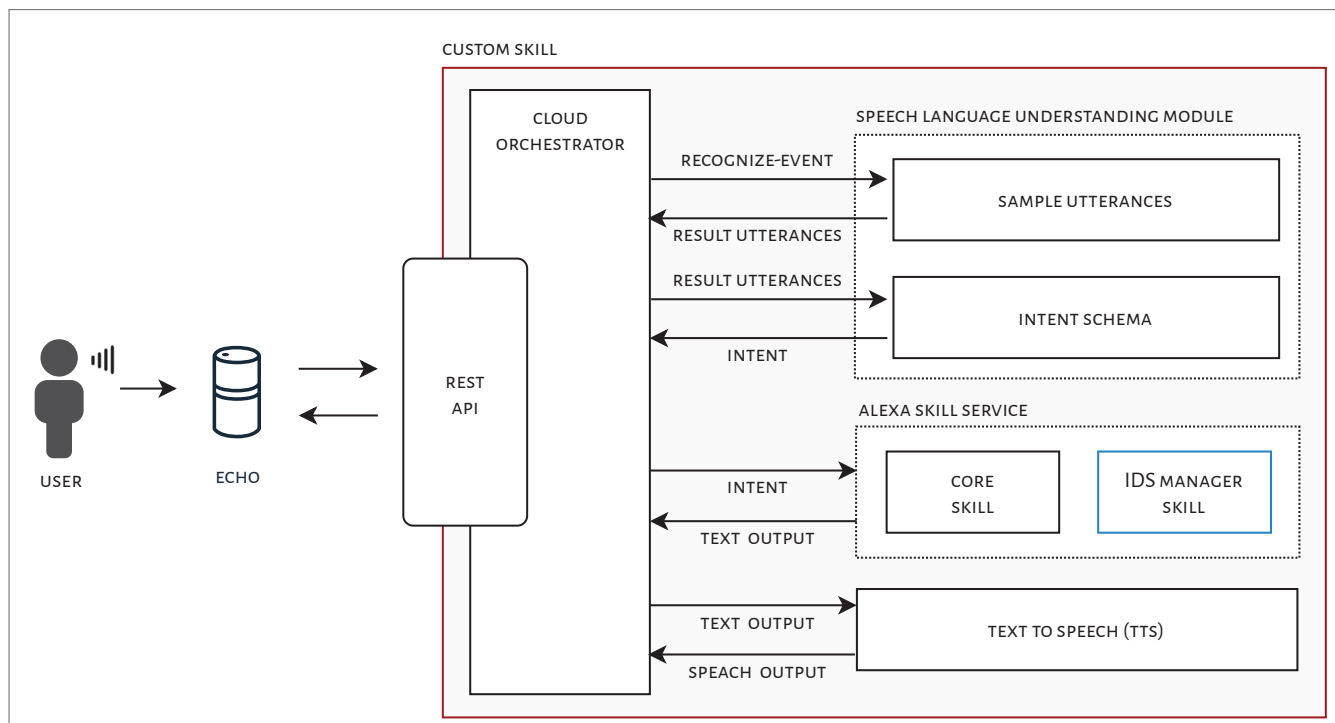 CUSTOM SKILL
CLOUD
ORCHESTRATOR
SPEECH LANGUAGE UNDERSTANDING MODULE
RECOGNIZE-EVENT
SAMPLE UTTERANCES
RESULT UTTERANCES
RESULT UTTERANCES
INTENT SCHEMA
INTENT
REST
API
USER
ECHO
ALEXA SKILL SERVICE
INTENT
CORE
SKILL
IDS MANAGER
SKILL
TEXT OUTPUT
TEXT OUTPUT
TEXT TO SPEECH (TTS)
SPEACH OUTPUT